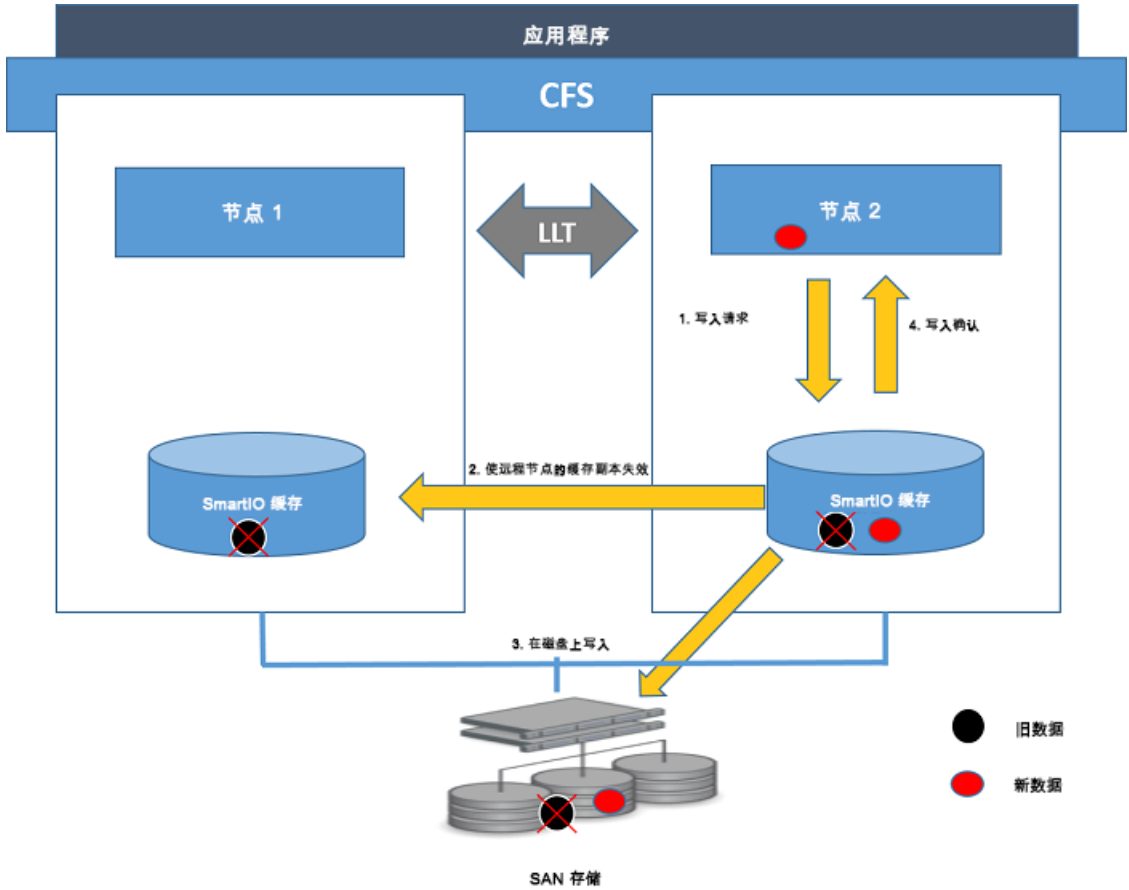 应用程序
CFS
节点 1
LLT
节点 2
1. 写入请求
4. 写入确认
2. 使远程节点的缓存副本失效
SmartIO 缓存
SmartIO 缓存
3. 在磁盘上写入
旧数据
新数据
SAN 存储